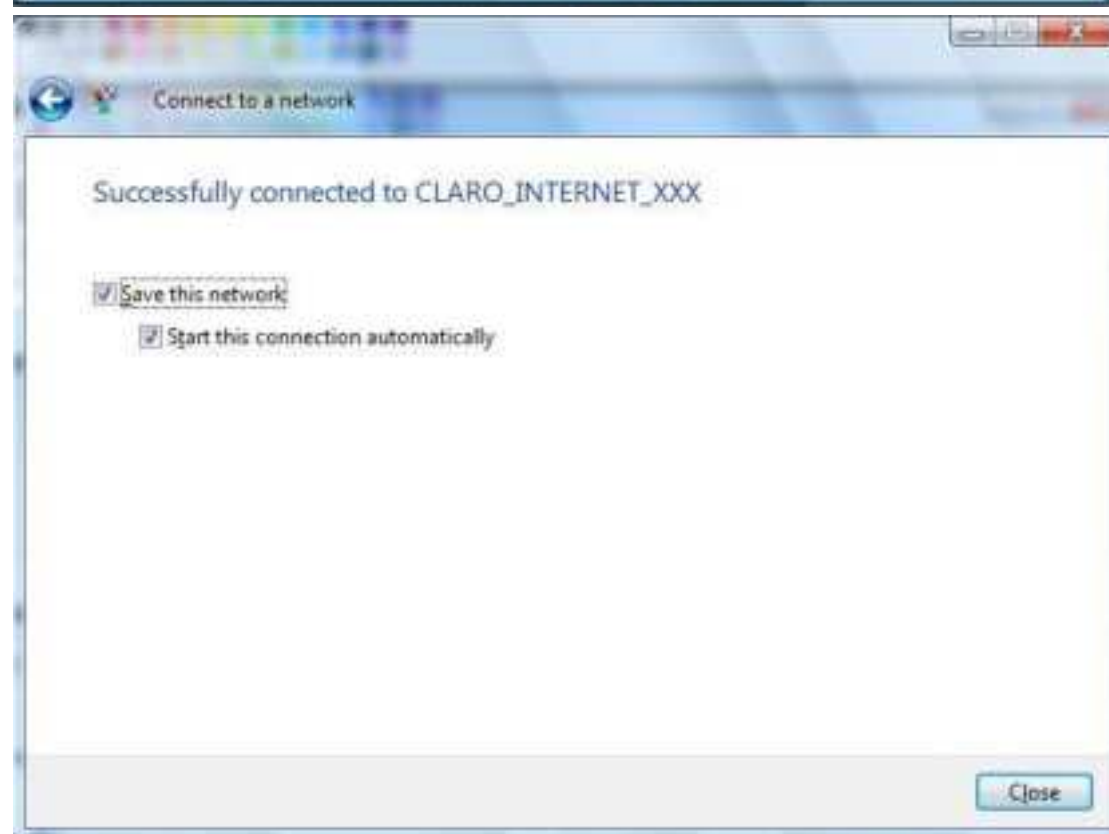 Connect to a network
Successfully connected to CLARO_INTERNET_XXX
Save this network
Start this connection automatically
Close